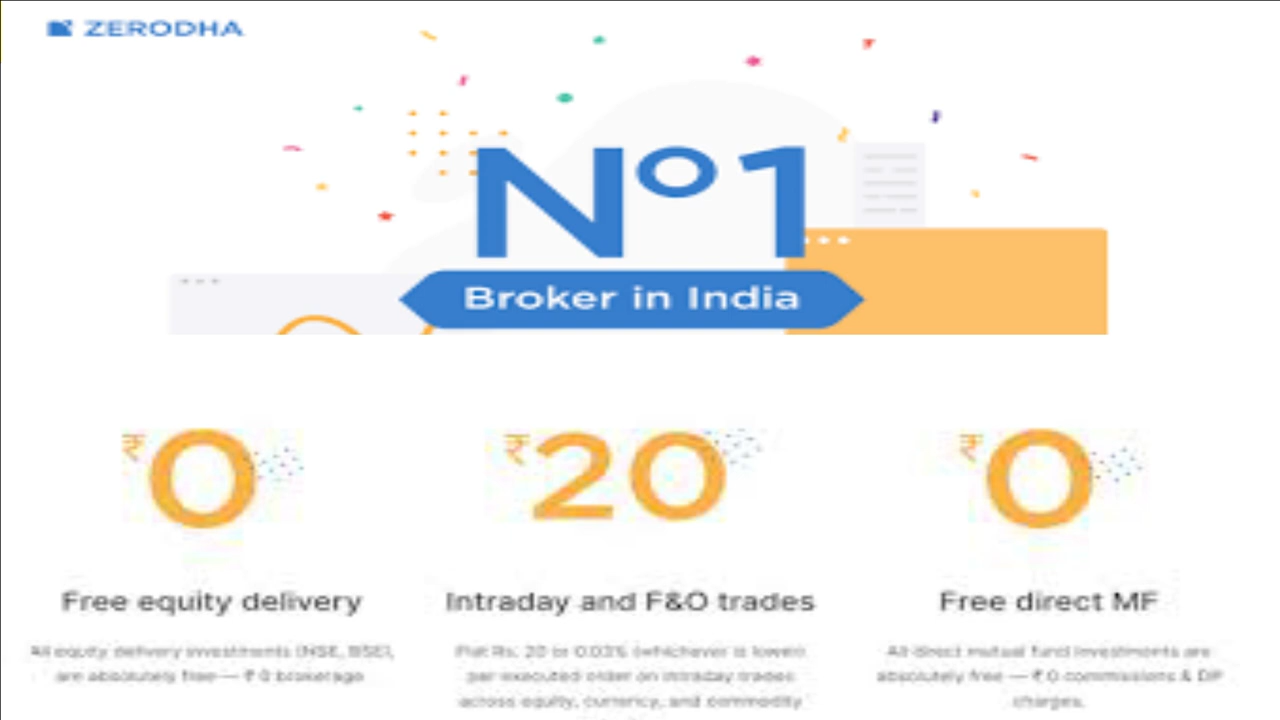 ZERODHA
Nº1
Broker in India
₹0
₹20
₹0
Free equity delivery
Intraday and F&O trades
Free direct MF
All equity delivery investments (NSE, BSE),
are absolutely free — ₹ 0 brokerage.
Flat Rs. 20 or 0.03% (whichever is lower)
per executed order on intraday trades
across equity, currency, and commodity
All direct mutual fund investments are
absolutely free — ₹ 0 commissions & DP
charges.